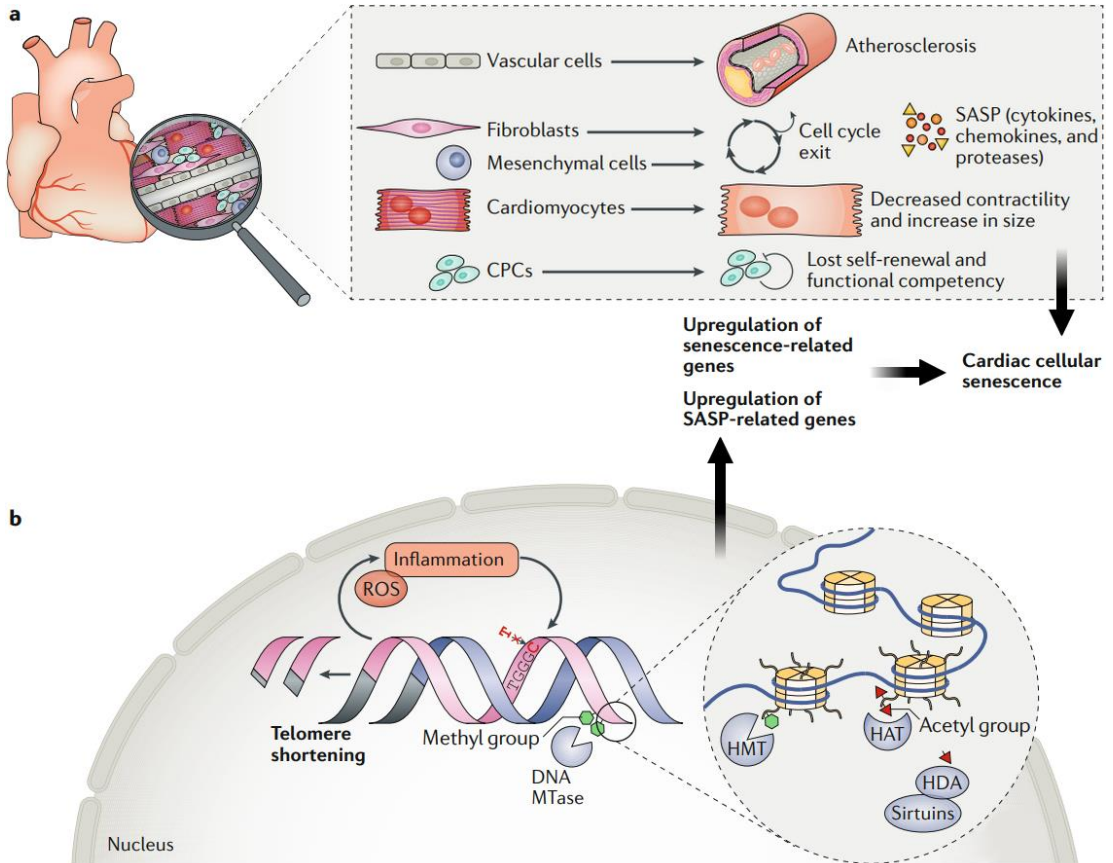 a
Vascular cells
Atherosclerosis
Fibroblasts
Mesenchymal cells
Cell cycle
exit
SASP (cytokines,
chemokines, and
proteases)
Cardiomyocytes
Decreased contractility
and increase in size
CPCs
Lost self-renewal and
functional competency
Upregulation of
senescence-related
genes
Upregulation of
SASP-related genes
Cardiac cellular
senescence
b
Inflammation
ROS
TGGGC
Telomere
shortening
Methyl group
DNA
MTase
HMT
HAT
Acetyl group
HDA
Sirtuins
Nucleus